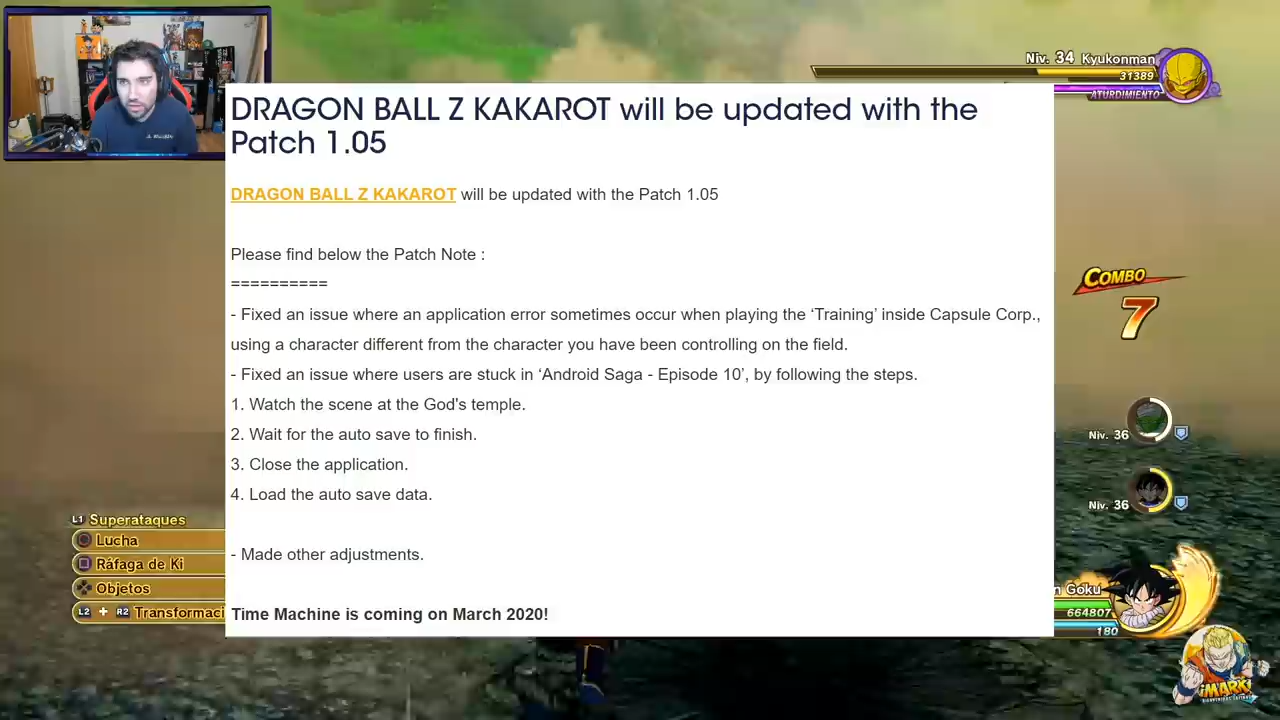 Niv. 34 Kyukonman
31389
ATURDIMIENTO
DRAGON BALL Z KAKAROT will be updated with the
Patch 1.05
DRAGON BALL Z KAKAROT will be updated with the Patch 1.05
Please find below the Patch Note :
==========
- Fixed an issue where an application error sometimes occur when playing the ‘Training’ inside Capsule Corp.,
using a character different from the character you have been controlling on the field.
- Fixed an issue where users are stuck in ‘Android Saga - Episode 10’, by following the steps.
1. Watch the scene at the God's temple.
2. Wait for the auto save to finish.
3. Close the application.
4. Load the auto save data.
- Made other adjustments.
Time Machine is coming on March 2020!
COMBO
7
Niv. 36
Niv. 36
L1 Superataques
Lucha
Ráfaga de Ki
Objetos
L2 + R2 Transformaci
n Goku
664807
180
¡MARK!